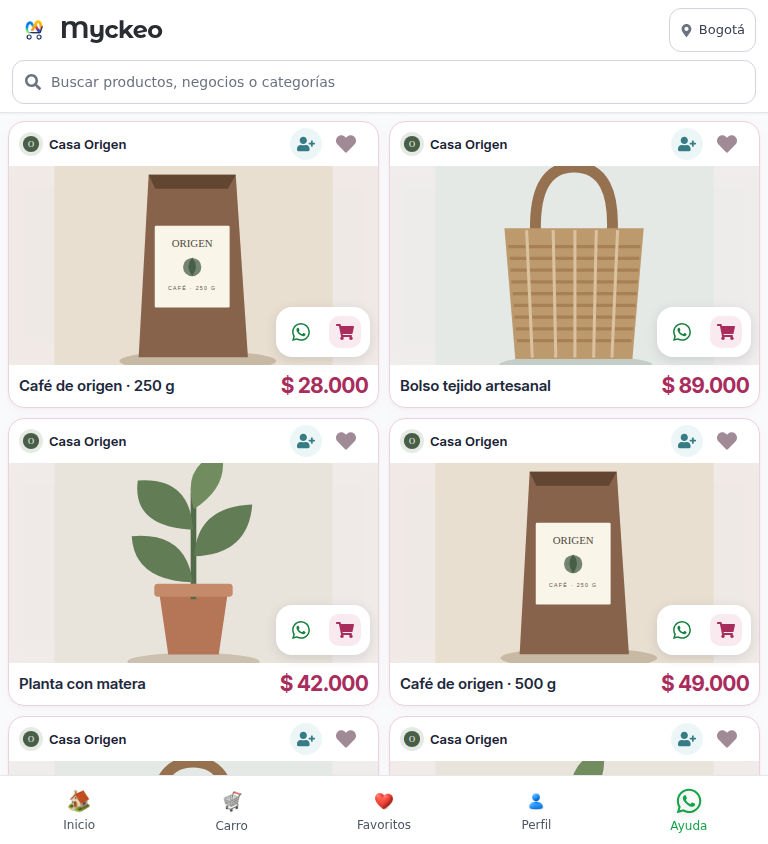 Myckeo
Bogotá
Buscar productos, negocios o categorías
O Casa Origen
O Casa Origen
ORIGEN
CAFÉ · 250 G
Café de origen · 250 g
$ 28.000
Bolso tejido artesanal
$ 89.000
O Casa Origen
O Casa Origen
ORIGEN
CAFÉ · 250 G
Planta con matera
$ 42.000
Café de origen · 500 g
$ 49.000
O Casa Origen
O Casa Origen
Inicio
Carro
Favoritos
Perfil
Ayuda